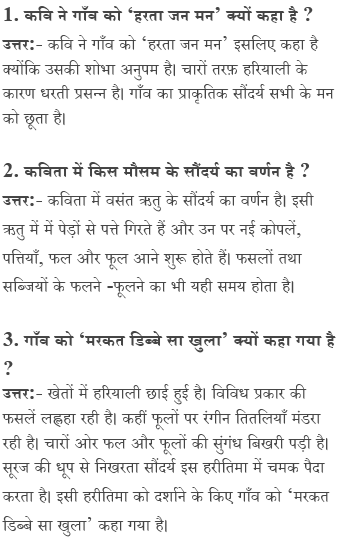 1. कवि ने गाँव को ‘हरता जन मन’ क्यों कहा है ?
उत्तर:- कवि ने गाँव को ‘हरता जन मन’ इसलिए कहा है
क्योंकि उसकी शोभा अनुपम है। चारों तरफ़ हरियाली के
कारण धरती प्रसन्न है। गाँव का प्राकृतिक सौंदर्य सभी के मन
को छूता है।
2. कविता में किस मौसम के सौंदर्य का वर्णन है ?
उत्तर:- कविता में वसंत ऋतु के सौंदर्य का वर्णन है। इसी
ऋतु में में पेड़ों से पत्ते गिरते हैं और उन पर नई कोपलें,
पत्तियाँ, फल और फूल आने शुरू होते हैं। फसलों तथा
सब्जियों के फलने -फूलने का भी यही समय होता है।
3. गाँव को ‘मरकत डिब्बे सा खुला’ क्यों कहा गया है
?
उत्तर:- खेतों में हरियाली छाई हुई है। विविध प्रकार की
फसलें लह्लहा रही है। कहीं फूलों पर रंगीन तितलियाँ मंडरा
रही है। चारों ओर फल और फूलों की सुंगंध बिखरी पड़ी है।
सूरज की धूप से निखरता सौंदर्य इस हरीतिमा में चमक पैदा
करता है। इसी हरीतिमा को दर्शाने के किए गाँव को ‘मरकत
डिब्बे सा खुला’ कहा गया है।